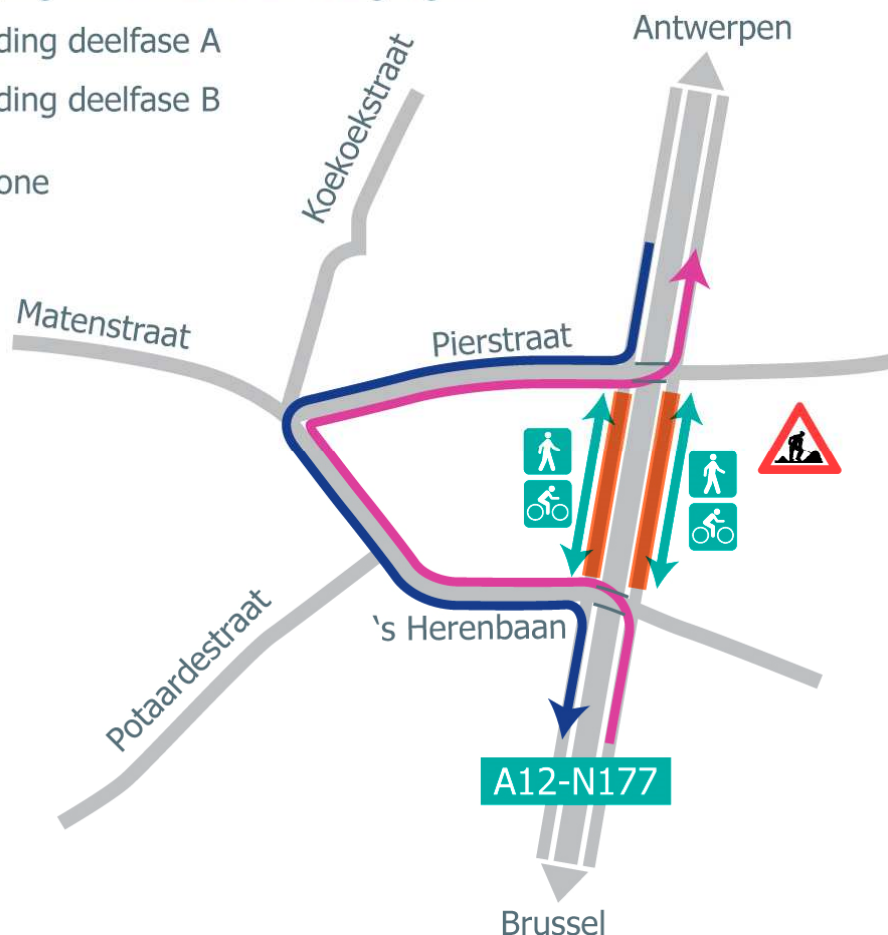 ding deelfase A
ding deelfase B
one
Antwerpen
Koekoekstraat
Matenstraat
Pierstraat
's Herenbaan
Potaardestraat
A12-N177
Brussel